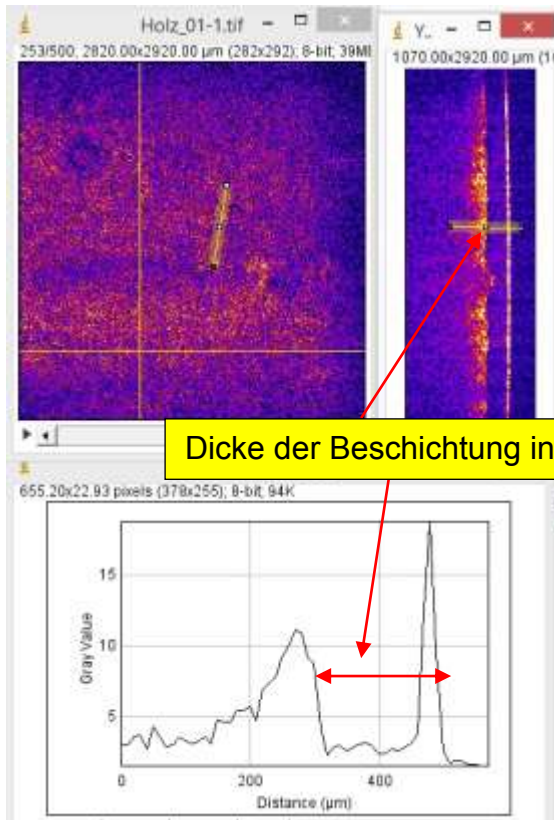 Holz_01-1.tif
Y..
253/500, 2820.00x2920.00 µm (282x292); 8-bit; 39MI
1070.00x2920.00 µm (1
Dicke der Beschichtung in
655.20x22.93 pixels (378x255); 8-bit; 94K
15
10
5
Gray Value
0
200
400
Distance (µm)